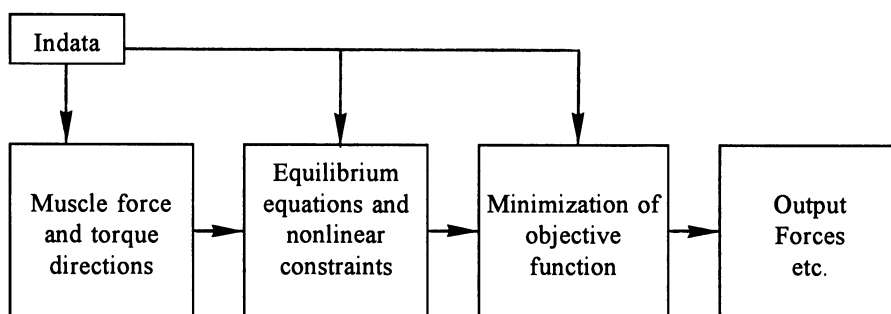 Indata
Muscle force
and torque
directions
Equilibrium
equations and
nonlinear
constraints
Minimization of
objective
function
Output
Forces
etc.